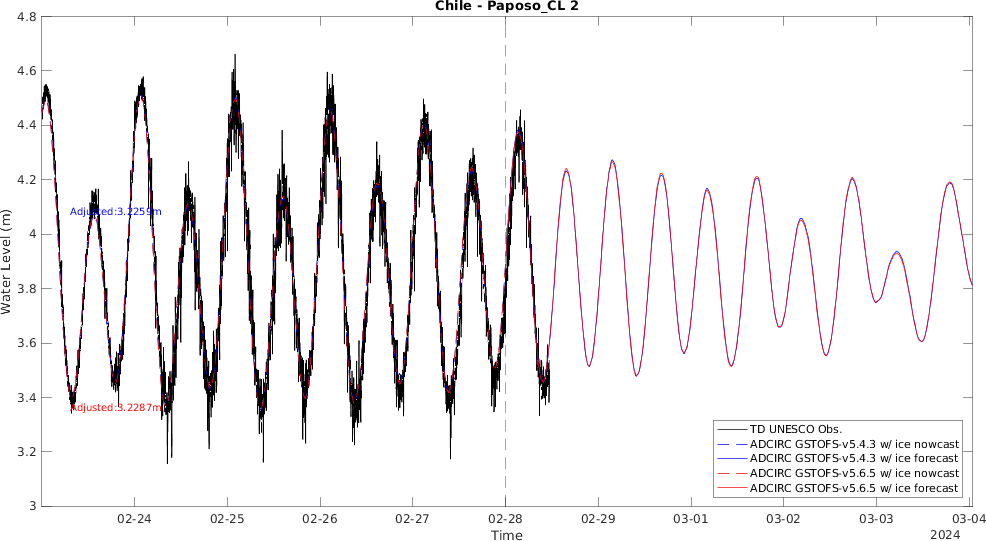 Chile - Paposo_CL 2
4.8
4.6
4.4
4.2
4
3.8
3.6
3.4
3.2
3
Water Level (m)
Adjusted:3.2259m
Adjusted:3.2287m
TD UNESCO Obs.
ADCIRC GSTOFS-v5.4.3 w/ ice nowcast
ADCIRC GSTOFS-v5.4.3 w/ ice forecast
ADCIRC GSTOFS-v5.6.5 w/ ice nowcast
ADCIRC GSTOFS-v5.6.5 w/ ice forecast
02-24 02-25 02-26 02-27 02-28 02-29 03-01 03-02 03-03 03-04
Time
2024